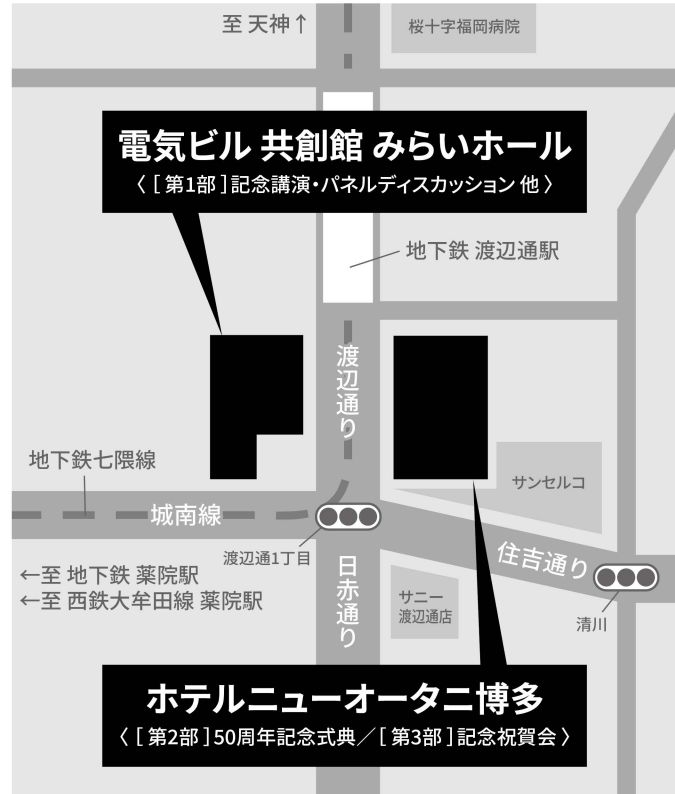 至 天神↑
桜十字福岡病院
電気ビル 共創館 みらいホール
〈［第1部］記念講演・パネルディスカッション 他〉
地下鉄 渡辺通駅
渡辺通り
地下鉄七隈線
サンセルコ
城南線
渡辺通1丁目
住吉通り
←至 地下鉄 薬院駅
←至 西鉄大牟田線 薬院駅
日赤通り
サニー
渡辺通店
清川
ホテルニューオータニ博多
〈［第2部］50周年記念式典／［第3部］記念祝賀会〉